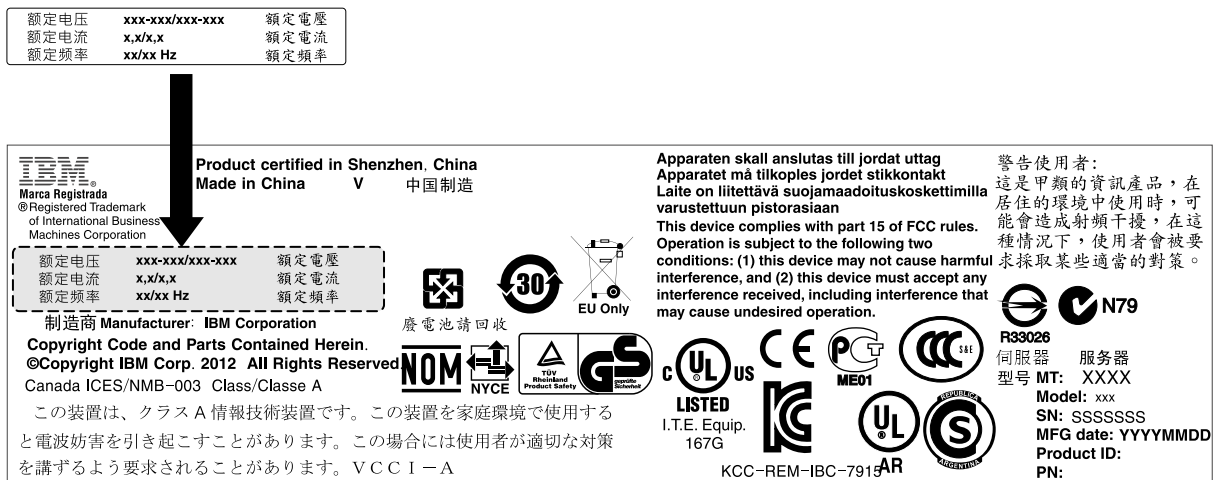 额定电压 xxx-xxx/xxx-xxx 額定電壓
额定电流 x,x/x,x 額定電流
额定频率 xx/xx Hz 額定頻率
IBM®
Marca Registrada
®Registered Trademark
of International Business
Machines Corporation
Product certified in Shenzhen, China
Made in China V 中国制造
额定电压 xxx-xxx/xxx-xxx 額定電壓
额定电流 x,x/x,x 額定電流
额定频率 xx/xx Hz 額定頻率
制造商 Manufacturer: IBM Corporation
Copyright Code and Parts Contained Herein.
©Copyright IBM Corp. 2012 All Rights Reserved.
Canada ICES/NMB-003 Class/Classe A
この装置は、クラス A 情報技術装置です。この装置を家庭環境で使用する
と電波妨害を引き起こすことがあります。この場合には使用者が適切な対策
を講ずるよう要求されることがあります。VCCI-A
廢電池請回收
30
EU Only
NOM
NYCE
TÜV
Rheinland
Product Safety
GS
geprüfte
Sicherheit
Apparaten skall anslutas till jordat uttag
Apparatet må tilkoples jordet stikkontakt
Laite on liitettävä suojamaadoituskoskettimilla
varustettuun pistorasiaan
This device complies with part 15 of FCC rules.
Operation is subject to the following two
conditions: (1) this device may not cause harmful
interference, and (2) this device must accept any
interference received, including interference that
may cause undesired operation.
C UL US
LISTED
I.T.E. Equip.
167G
CE
PCT
ME01
CCC
S&E
KC
KCC-REM-IBC-7915
UL
AR
REPUBLICA
S
ARGENTINA
警告使用者:
這是甲類的資訊產品，在
居住的環境中使用時，可
能會造成射頻干擾，在這
種情況下，使用者會被要
求採取某些適當的對策。
R33026
N79
伺服器 服务器
型号 MT: XXXX
Model: xxx
SN: SSSSSSS
MFG date: YYYYMMDD
Product ID:
PN: